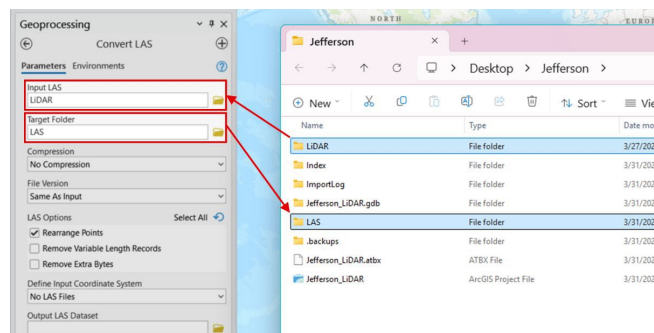 NORTH
EUROP
Geoprocessing
Convert LAS
Parameters Environments
Input LAS
LiDAR
Target Folder
LAS
Compression
No Compression
File Version
Same As Input
LAS Options Select All
Rearrange Points
Remove Variable Length Records
Remove Extra Bytes
Define Input Coordinate System
No LAS Files
Output LAS Dataset
Jefferson
Desktop > Jefferson >
New Sort Vie
Name Type Date mo
LiDAR File folder 3/27/202
Index File folder 3/31/202
ImportLog File folder 3/31/202
Jefferson_LiDAR.gdb File folder 3/31/202
LAS File folder 3/31/202
.backups File folder 3/31/202
Jefferson_LiDAR.atbx ATBX File 3/31/202
Jefferson_LiDAR ArcGIS Project File 3/31/202